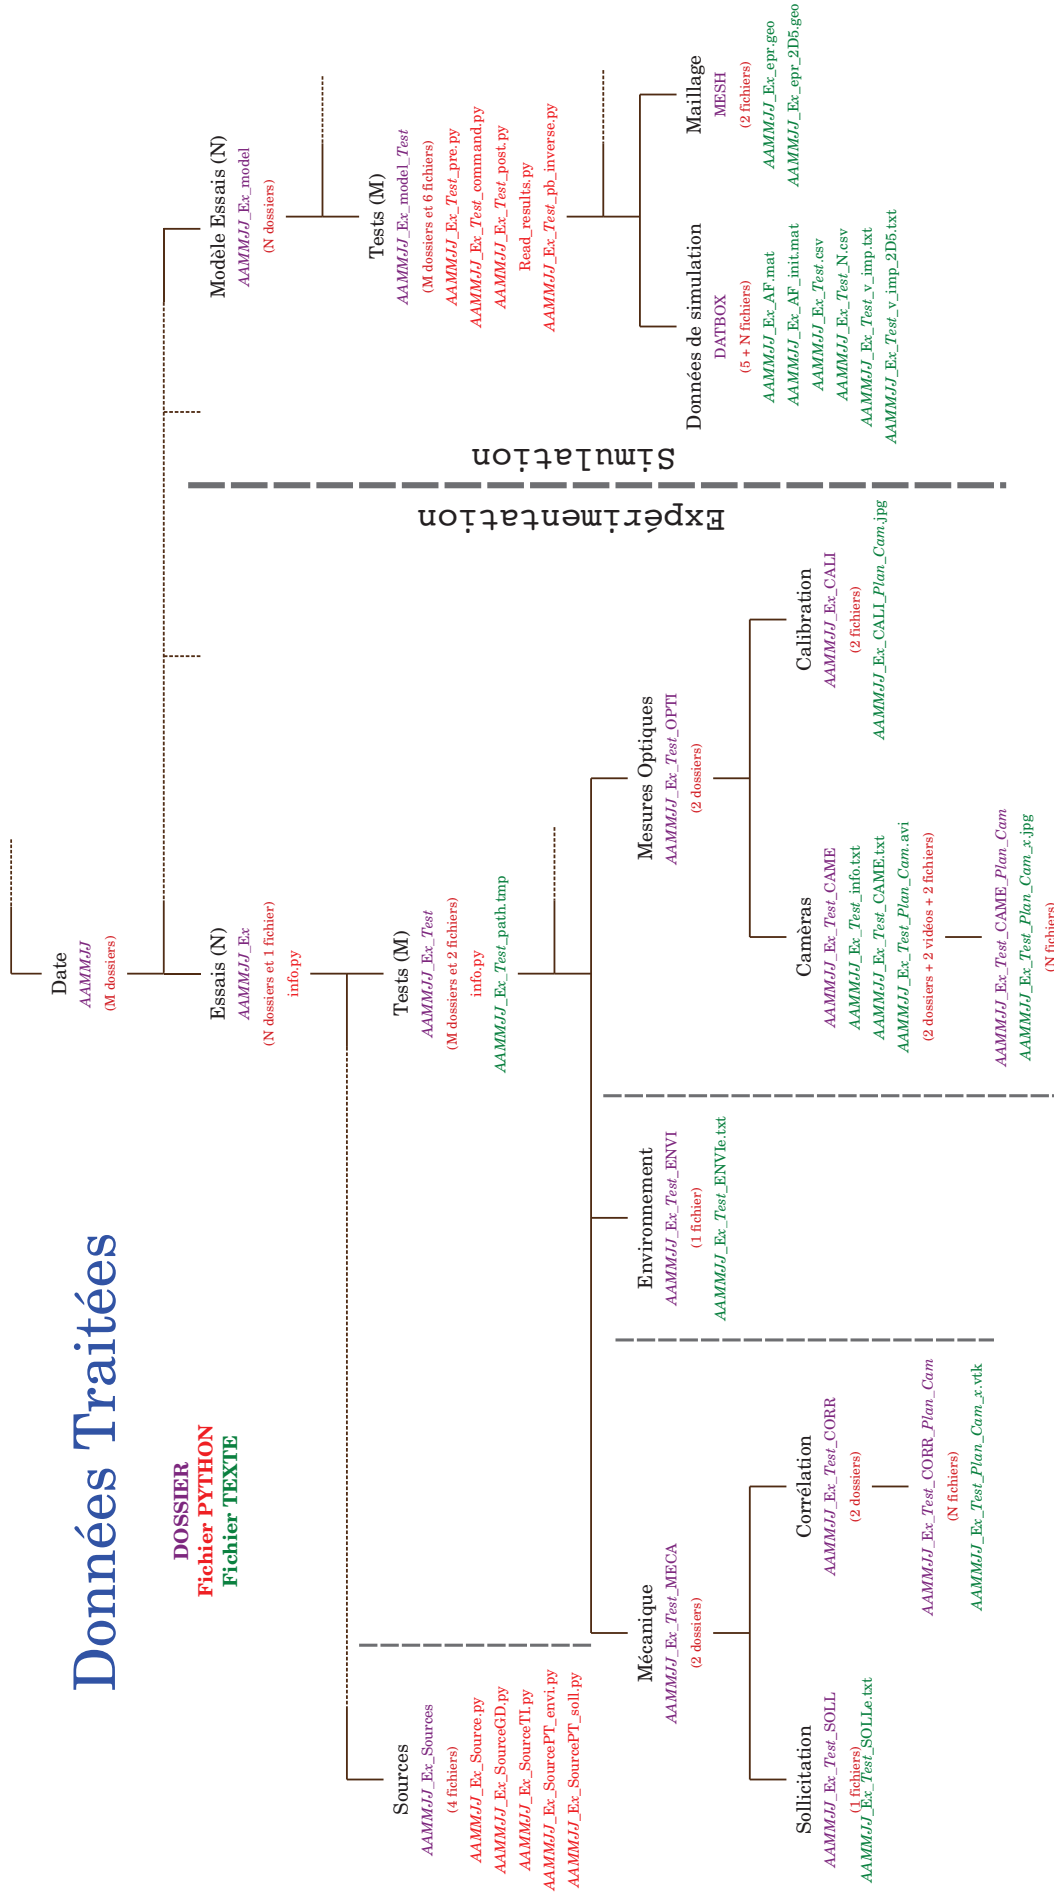 Données Traitées
DOSSIER
Fichier PYTHON
Fichier TEXTE
Date
AAMMJJ
(M dossiers)
Essais (N)
AAMMJJ_Ex
(N dossiers et 1 fichier)
info.py
Modèle Essais (N)
AAMMJJ_Ex_model
(N dossiers)
Sources
AAMMJJ_Ex_Sources
(4 fichiers)
AAMMJJ_Ex_Source.py
AAMMJJ_Ex_SourceGD.py
AAMMJJ_Ex_SourceTI.py
AAMMJJ_Ex_SourcePT_envi.py
AAMMJJ_Ex_SourcePT_soll.py
Tests (M)
AAMMJJ_Ex_Test
(M dossiers et 2 fichiers)
info.py
AAMMJJ_Ex_Test_path.tmp
Tests (M)
AAMMJJ_Ex_model_Test
(M dossiers et 6 fichiers)
AAMMJJ_Ex_Test_pre.py
AAMMJJ_Ex_Test_command.py
AAMMJJ_Ex_Test_post.py
Read_results.py
AAMMJJ_Ex_Test_pb_inverse.py
Expérimentation
Simulation
Mécanique
AAMMJJ_Ex_Test_MECA
(2 dossiers)
Environnement
AAMMJJ_Ex_Test_ENVI
(1 fichier)
AAMMJJ_Ex_Test_ENVIe.txt
Mesures Optiques
AAMMJJ_Ex_Test_OPTI
(2 dossiers)
Données de simulation
DATBOX
(5 + N fichiers)
AAMMJJ_Ex_AF.mat
AAMMJJ_Ex_AF_init.mat
AAMMJJ_Ex_Test.csv
AAMMJJ_Ex_Test_N.csv
AAMMJJ_Ex_Test_v_imp.txt
AAMMJJ_Ex_Test_v_imp_2D5.txt
Maillage
MESH
(2 fichiers)
AAMMJJ_Ex_epr.geo
AAMMJJ_Ex_epr_2D5.geo
Sollicitation
AAMMJJ_Ex_Test_SOLL
(1 fichiers)
AAMMJJ_Ex_Test_SOLLe.txt
Corrélation
AAMMJJ_Ex_Test_CORR
(2 dossiers)
AAMMJJ_Ex_Test_CORR_Plan_Cam
(N fichiers)
AAMMJJ_Ex_Test_Plan_Cam_x.vtk
Camèras
AAMMJJ_Ex_Test_CAME
AAMMJJ_Ex_Test_info.txt
AAMMJJ_Ex_Test_CAME.txt
AAMMJJ_Ex_Test_Plan_Cam.avi
(2 dossiers + 2 vidéos + 2 fichiers)
AAMMJJ_Ex_Test_CAME_Plan_Cam
AAMMJJ_Ex_Test_Plan_Cam_x.jpg
(N fichiers)
Calibration
AAMMJJ_Ex_CALI
(2 fichiers)
AAMMJJ_Ex_CALI_Plan_Cam.jpg